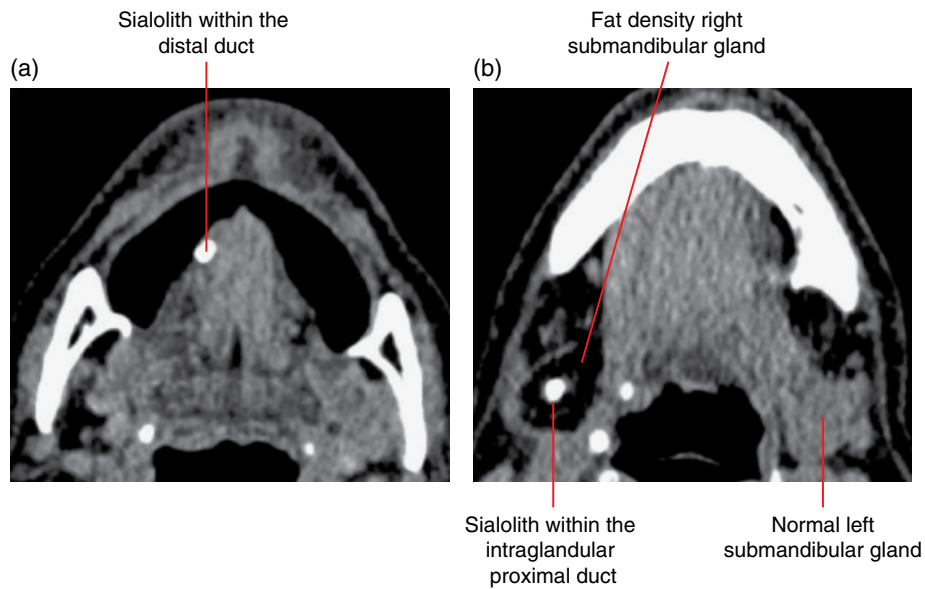 Sialolith within the
distal duct
(a)
Fat density right
submandibular gland
(b)
Sialolith within the
intraglandular
proximal duct
Normal left
submandibular gland